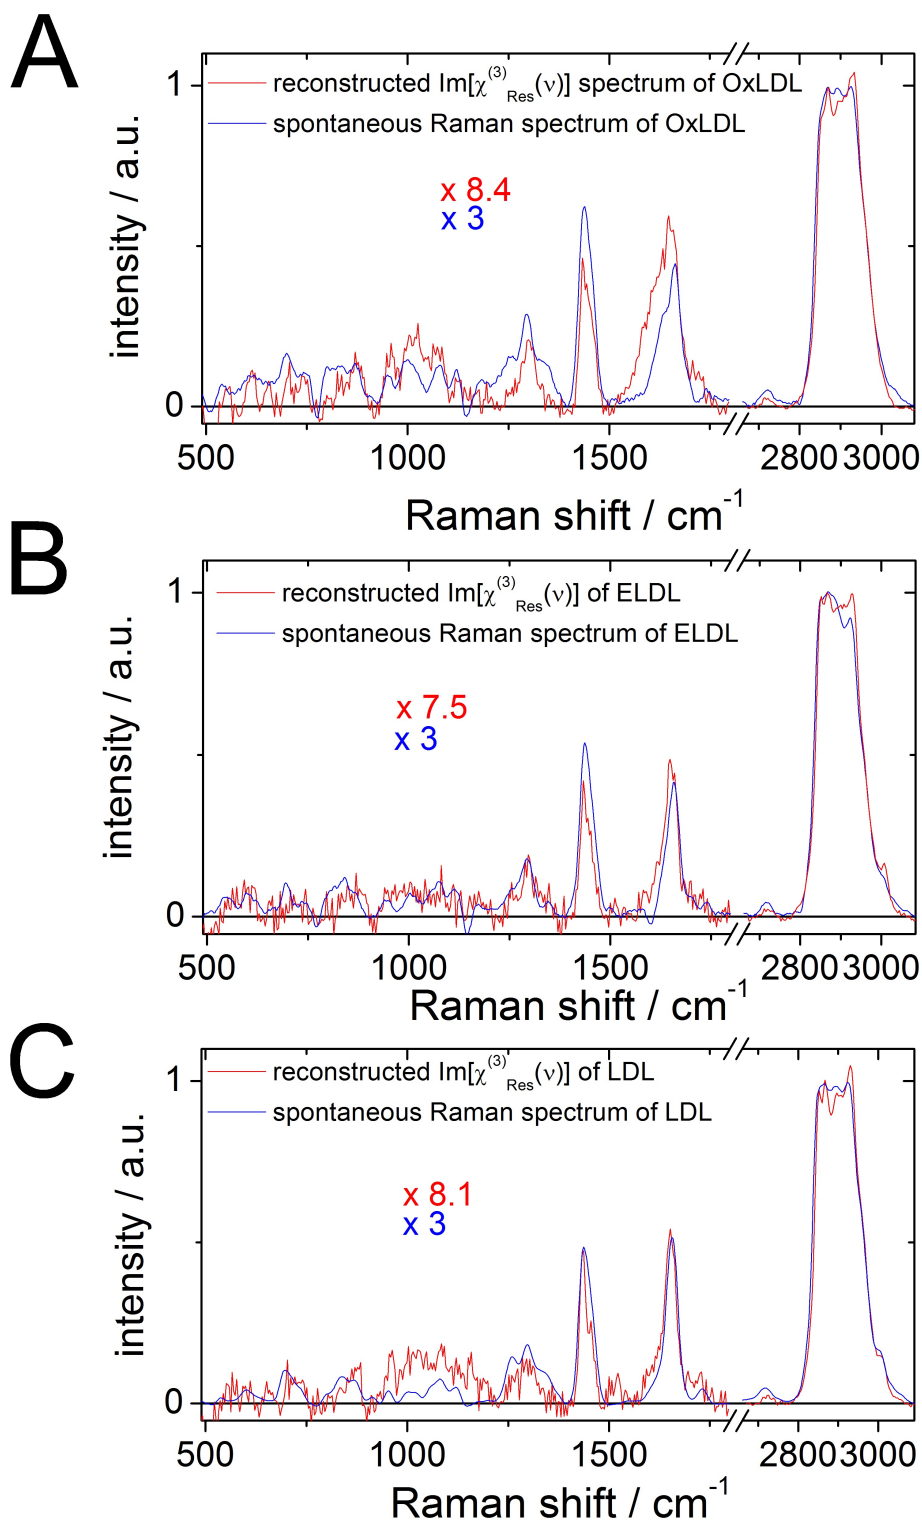 A
1
reconstructed Im[χ⁽³⁾Res(ν)] spectrum of OxLDL
spontaneous Raman spectrum of OxLDL
x 8.4
x 3
intensity / a.u.
0
500 1000 1500 2800 3000
Raman shift / cm⁻¹
B
1
reconstructed Im[χ⁽³⁾Res(ν)] of ELDL
spontaneous Raman spectrum of ELDL
x 7.5
x 3
intensity / a.u.
0
500 1000 1500 2800 3000
Raman shift / cm⁻¹
C
1
reconstructed Im[χ⁽³⁾Res(ν)] of LDL
spontaneous Raman spectrum of LDL
x 8.1
x 3
intensity / a.u.
0
500 1000 1500 2800 3000
Raman shift / cm⁻¹